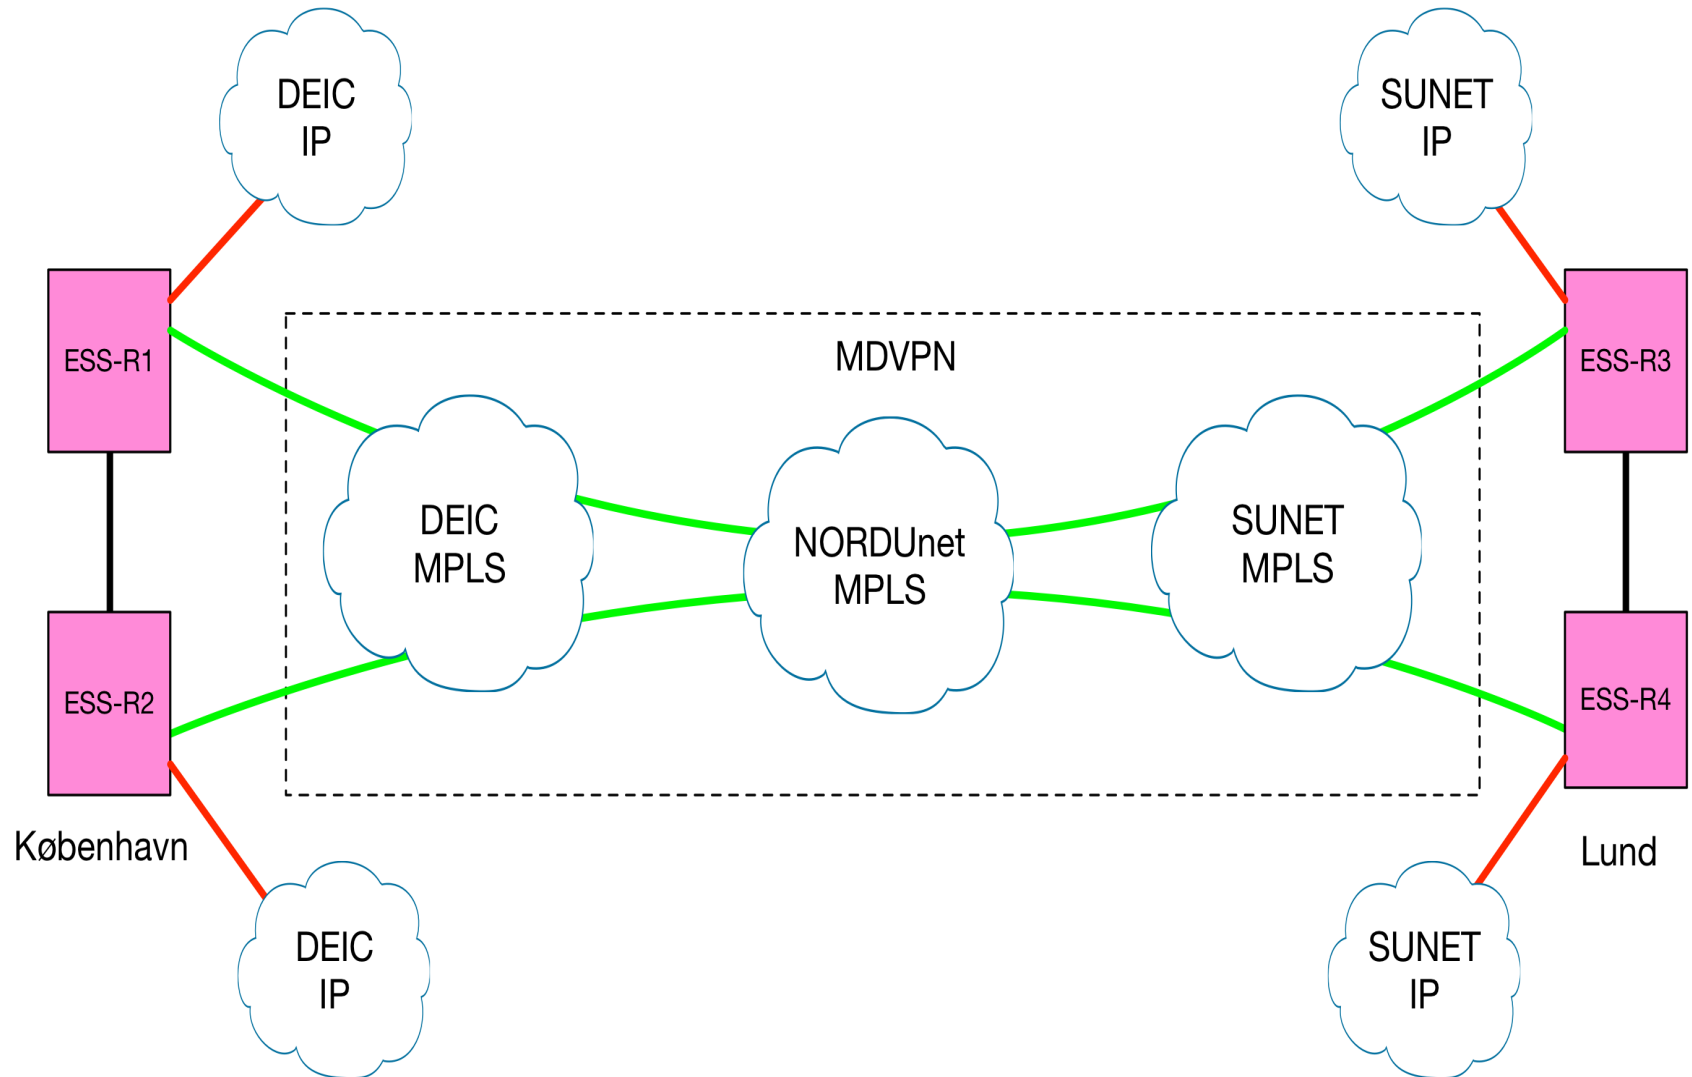 DEIC
IP
SUNET
IP
MDVPN
ESS-R1
ESS-R3
DEIC
MPLS
NORDUnet
MPLS
SUNET
MPLS
ESS-R2
ESS-R4
København
Lund
DEIC
IP
SUNET
IP